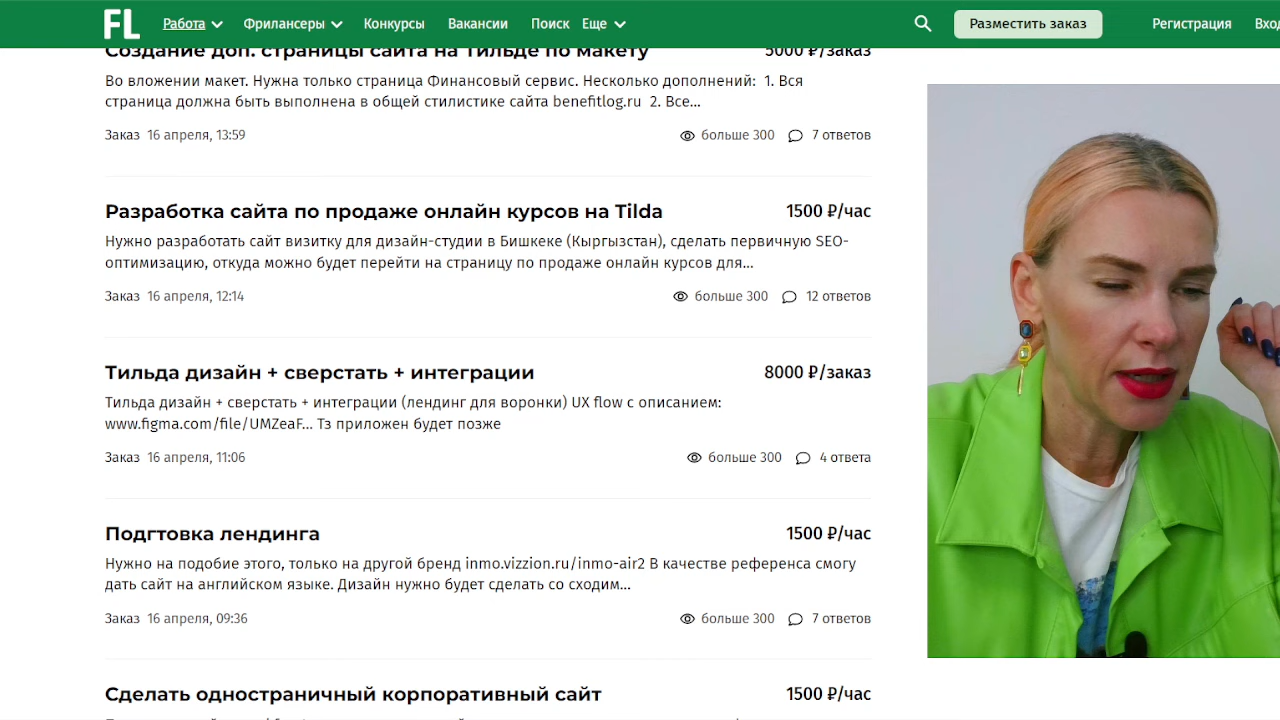 FL Работа Фрилансеры Конкурсы Вакансии Поиск Еще Разместить заказ Регистрация
Создание доп. страницы сайта на Тильде по макету 5000 ₽/заказ
Во вложении макет. Нужна только страница Финансовый сервис. Несколько дополнений: 1. Вся
страница должна быть выполнена в общей стилистике сайта benefitlog.ru 2. Все...
Заказ 16 апреля, 13:59 больше 300 7 ответов
Разработка сайта по продаже онлайн курсов на Tilda 1500 ₽/час
Нужно разработать сайт визитку для дизайн-студии в Бишкеке (Кыргызстан), сделать первичную SEO-
оптимизацию, откуда можно будет перейти на страницу по продаже онлайн курсов для...
Заказ 16 апреля, 12:14 больше 300 12 ответов
Тильда дизайн + сверстать + интеграции 8000 ₽/заказ
Тильда дизайн + сверстать + интеграции (лендинг для воронки) UX flow с описанием:
www.figma.com/file/UMZeaF... Тз приложен будет позже
Заказ 16 апреля, 11:06 больше 300 4 ответа
Подгтовка лендинга 1500 ₽/час
Нужно на подобие этого, только на другой бренд inmo.vizzion.ru/inmo-air2 В качестве референса смогу
дать сайт на английском языке. Дизайн нужно будет сделать со сходим...
Заказ 16 апреля, 09:36 больше 300 7 ответов
Сделать одностраничный корпоративный сайт 1500 ₽/час